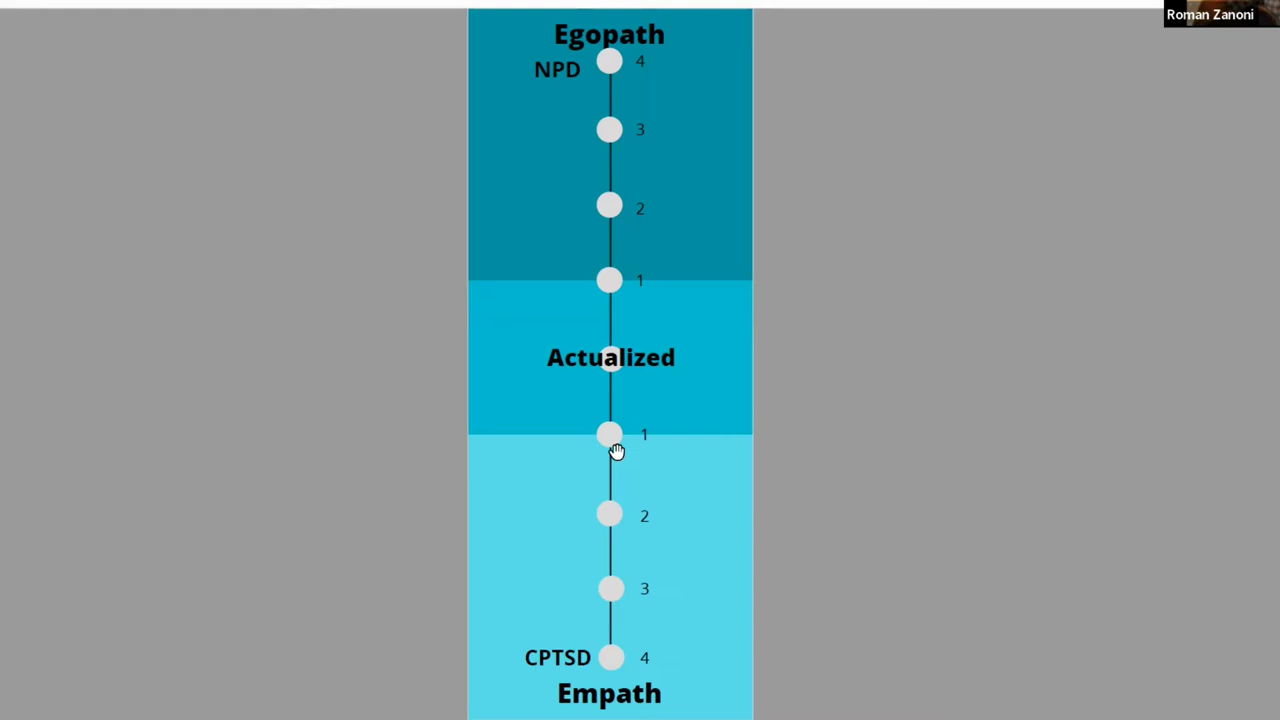 Roman Zanoni
Egopath
NPD 4
3
2
1
Actualized
1
2
3
CPTSD 4
Empath